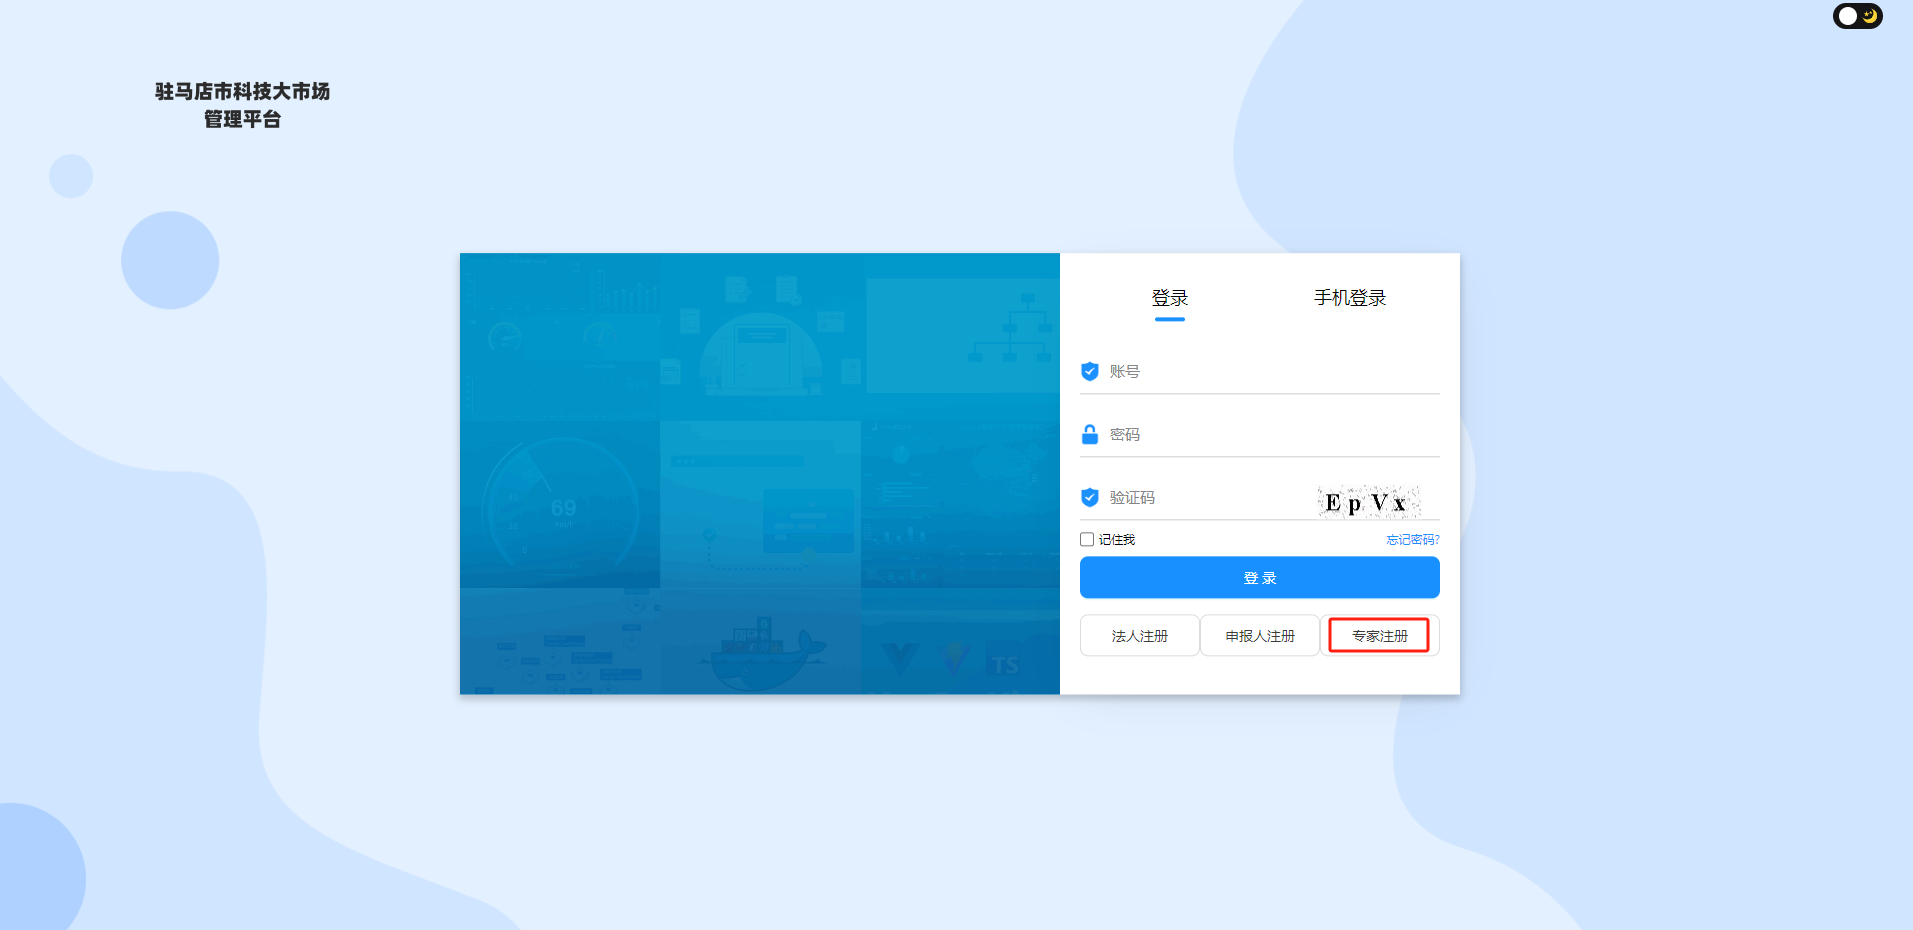 驻马店市科技大市场
管理平台
登录
手机登录
账号
密码
验证码
EpVx
记住我
忘记密码?
登 录
法人注册
申报人注册
专家注册
69
TS